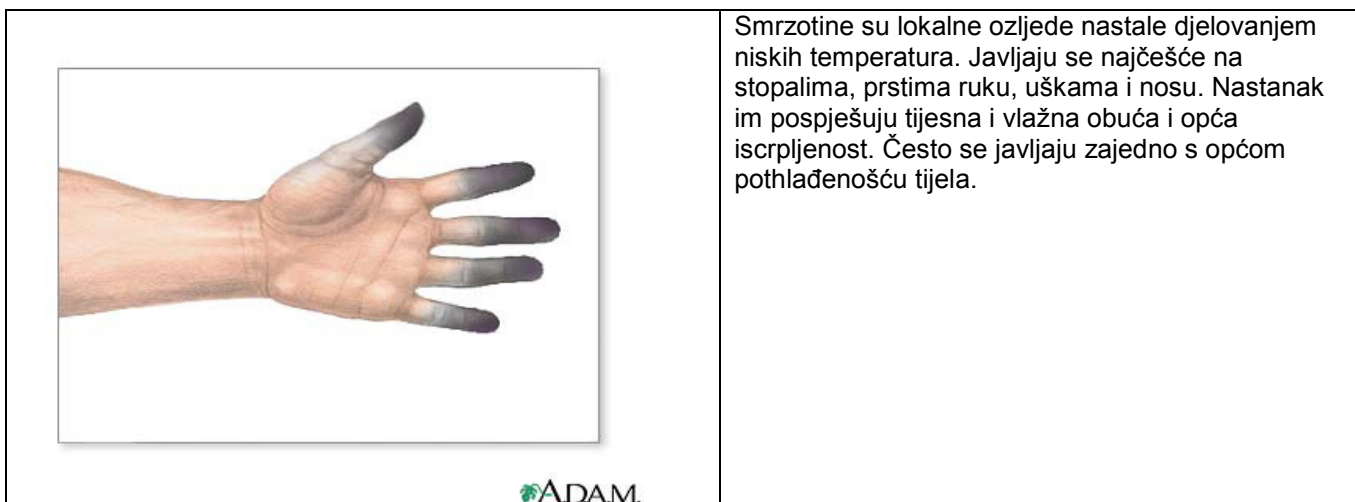 Smrzotine su lokalne ozljede nastale djelovanjem
niskih temperatura. Javljaju se najčešće na
stopalima, prstima ruku, uškama i nosu. Nastanak
im pospješuju tijesna i vlažna obuća i opća
iscrpljenost. Često se javljaju zajedno s općom
pothlađenošću tijela.
ADAM.